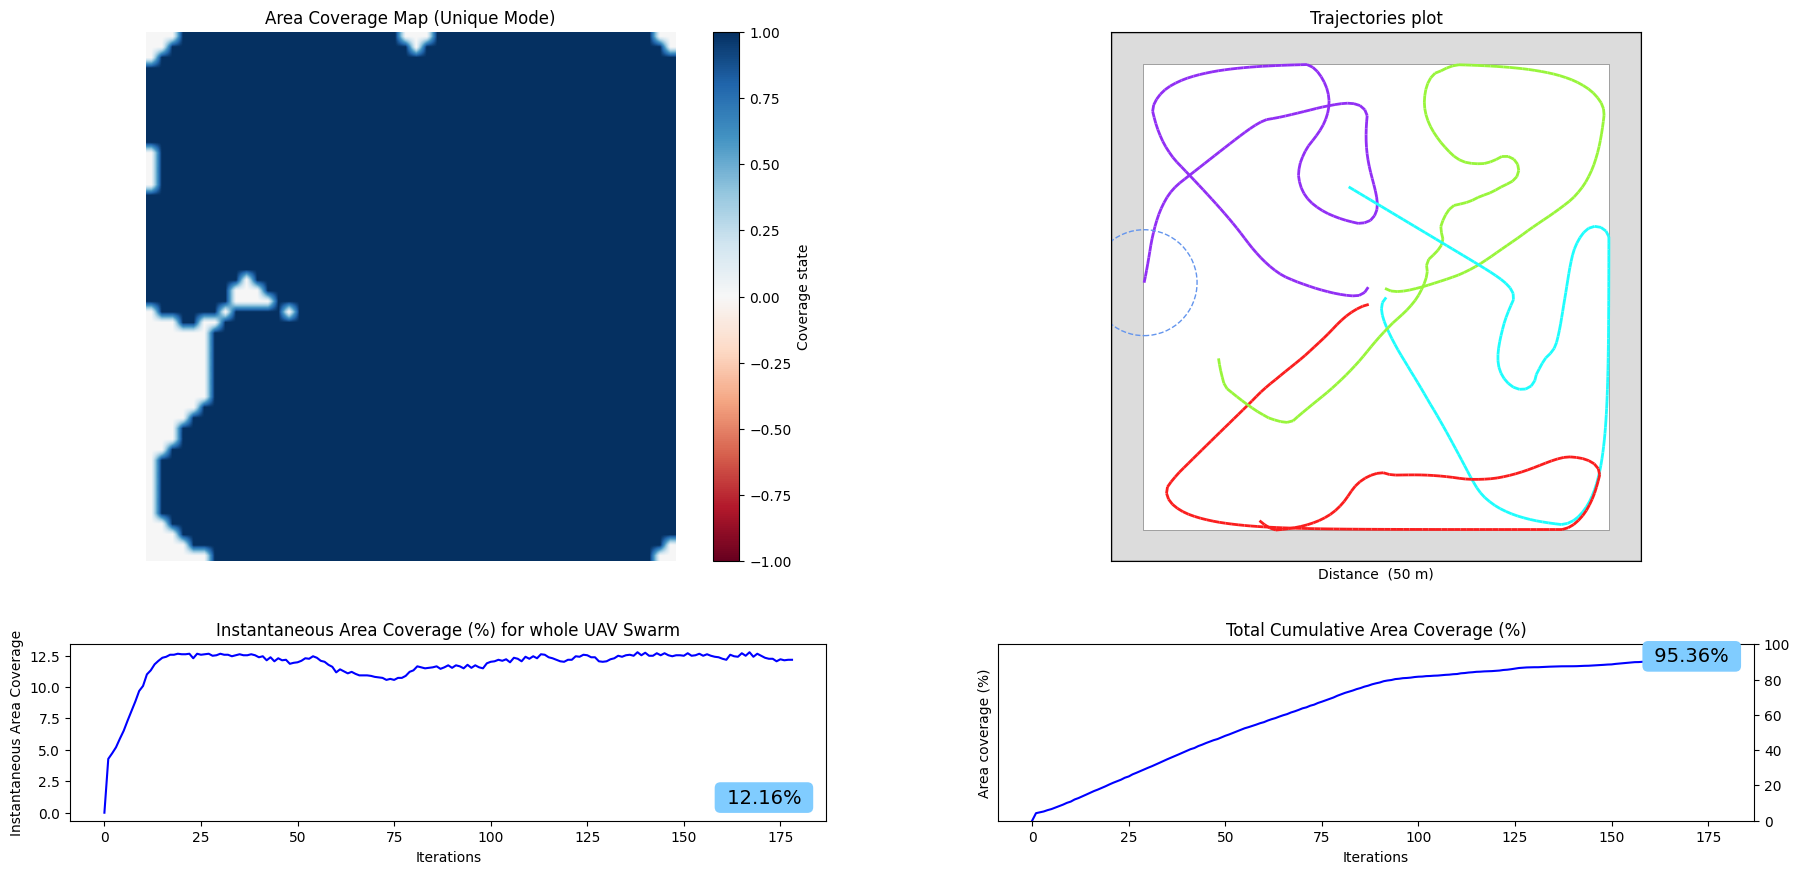 Area Coverage Map (Unique Mode)
1.00
0.75
0.50
0.25
0.00
−0.25
−0.50
−0.75
−1.00
Coverage state
Trajectories plot
Distance  (50 m)
Instantaneous Area Coverage (%) for whole UAV Swarm
Instantaneous Area Coverage
12.5
10.0
7.5
5.0
2.5
0.0
12.16%
0 25 50 75 100 125 150 175
Iterations
Total Cumulative Area Coverage (%)
Area coverage (%)
95.36%
100
80
60
40
20
0
0 25 50 75 100 125 150 175
Iterations